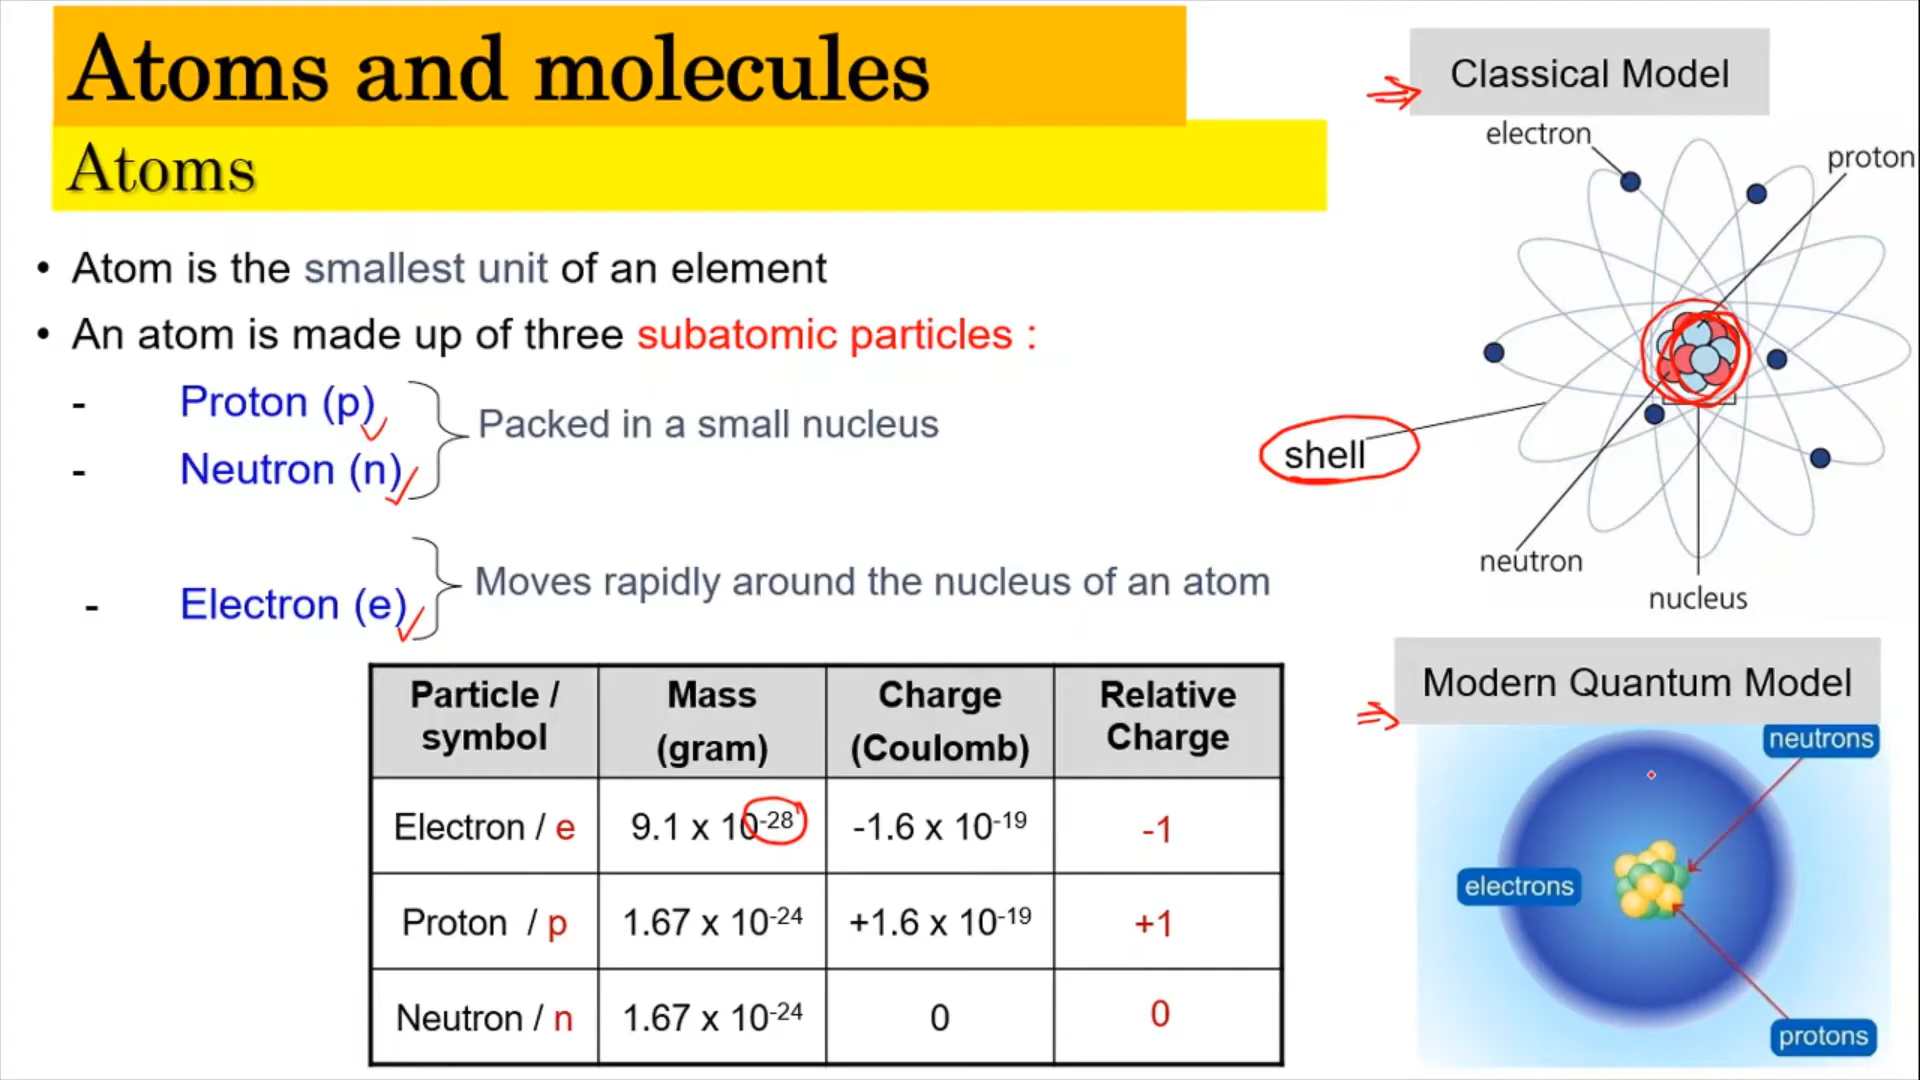 Atoms and molecules
Atoms
• Atom is the smallest unit of an element
• An atom is made up of three subatomic particles :
- Proton (p)
Packed in a small nucleus
- Neutron (n)
- Electron (e)
Moves rapidly around the nucleus of an atom
Particle / symbol | Mass (gram) | Charge (Coulomb) | Relative Charge
Electron / e | 9.1 x 10⁻²⁸ | -1.6 x 10⁻¹⁹ | -1
Proton / p | 1.67 x 10⁻²⁴ | +1.6 x 10⁻¹⁹ | +1
Neutron / n | 1.67 x 10⁻²⁴ | 0 | 0
Classical Model
electron
proton
shell
neutron
nucleus
Modern Quantum Model
neutrons
electrons
protons